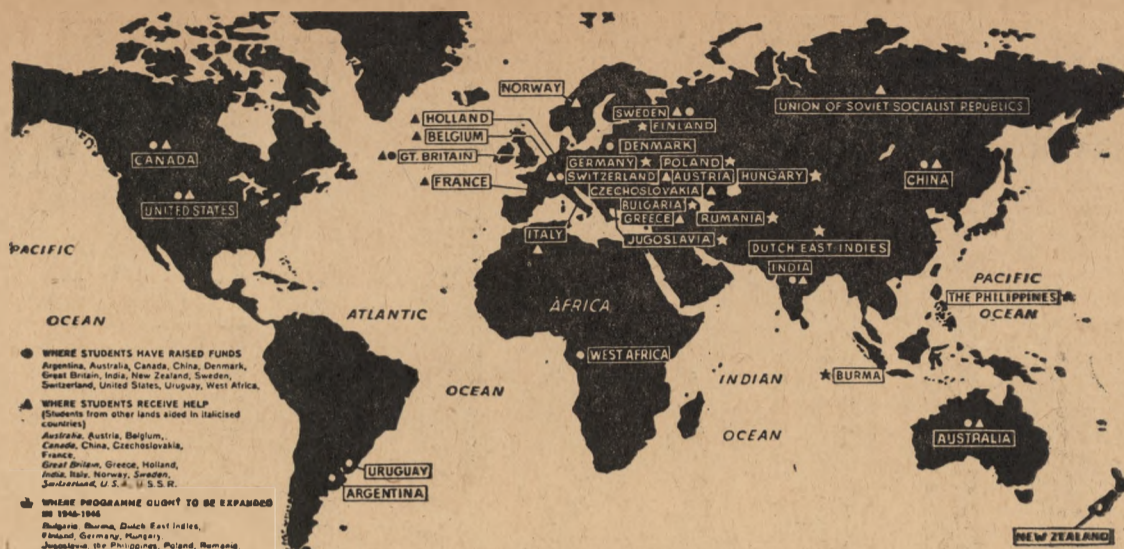 NORWAY
HOLLAND
BELGIUM
GT. BRITAIN
FRANCE
SWEDEN
FINLAND
DENMARK
GERMANY
POLAND
SWITZERLAND
AUSTRIA
HUNGARY
CZECHOSLOVAKIA
BULGARIA
GREECE
RUMANIA
ITALY
JUGOSLAVIA
DUTCH EAST INDIES
UNION OF SOVIET SOCIALIST REPUBLICS
CANADA
UNITED STATES
CHINA
INDIA
PACIFIC
OCEAN
ATLANTIC
OCEAN
AFRICA
WEST AFRICA
INDIAN
OCEAN
BURMA
PACIFIC
THE PHILIPPINES
OCEAN
AUSTRALIA
NEW ZEALAND
URUGUAY
ARGENTINA
WHERE STUDENTS HAVE RAISED FUNDS
Argentina, Australia, Canada, China, Denmark,
Great Britain, India, New Zealand, Sweden,
Switzerland, United States, Uruguay, West Africa,
WHERE STUDENTS RECEIVE HELP
(Students from other lands aided in italicised
countries)
Australia, Austria, Belgium,
Canada, China, Czechoslovakia,
France,
Great Britain, Greece, Holland,
India, Italy, Norway, Sweden,
Switzerland, U.S.A., U.S.S.R.
WHERE PROGRAMME OUGHT TO BE EXPANDED
IN 1946-1946
Bulgaria, Burma, Dutch East Indies,
Finland, Germany, Hungary,
Jugoslavia, the Philippines, Poland, Rumania.